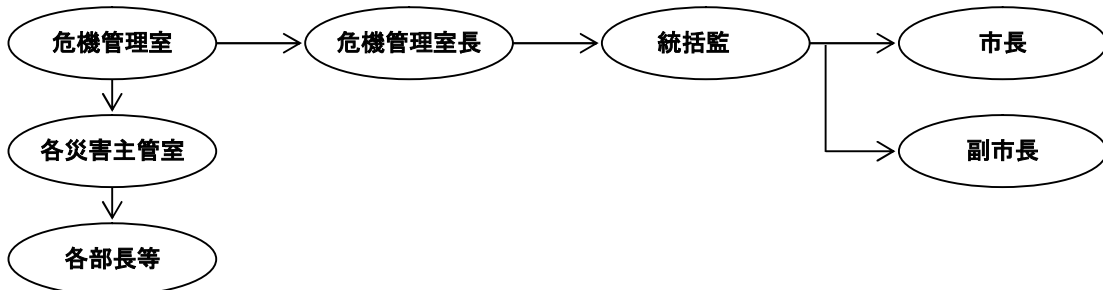 危機管理室
危機管理室長
統括監
市長
各災害主管室
副市長
各部長等